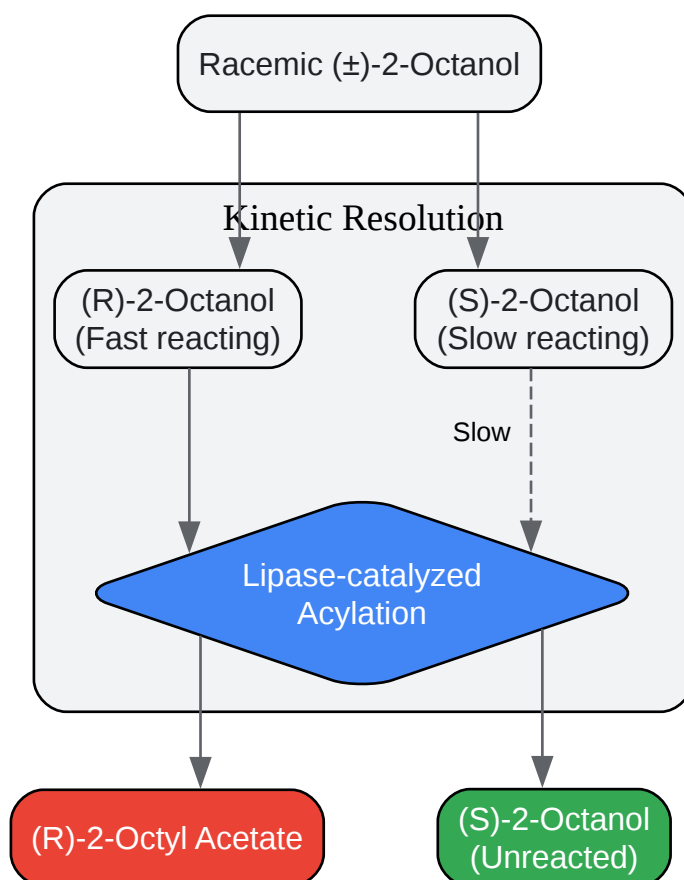 Racemic (±)-2-Octanol
Kinetic Resolution
(R)-2-Octanol
(Fast reacting)
(S)-2-Octanol
(Slow reacting)
Slow
Lipase-catalyzed
Acylation
(R)-2-Octyl Acetate
(S)-2-Octanol
(Unreacted)